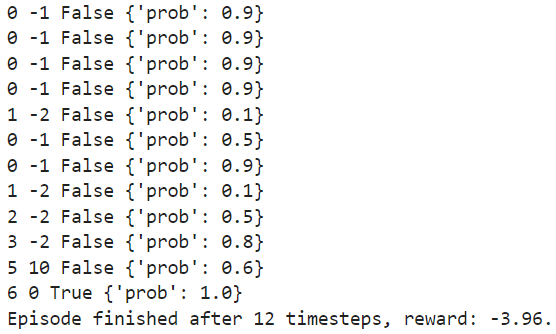 0 -1 False {'prob': 0.9}
0 -1 False {'prob': 0.9}
0 -1 False {'prob': 0.9}
0 -1 False {'prob': 0.9}
1 -2 False {'prob': 0.1}
0 -1 False {'prob': 0.5}
0 -1 False {'prob': 0.9}
1 -2 False {'prob': 0.1}
2 -2 False {'prob': 0.5}
3 -2 False {'prob': 0.8}
5 10 False {'prob': 0.6}
6 0 True {'prob': 1.0}
Episode finished after 12 timesteps, reward: -3.96.